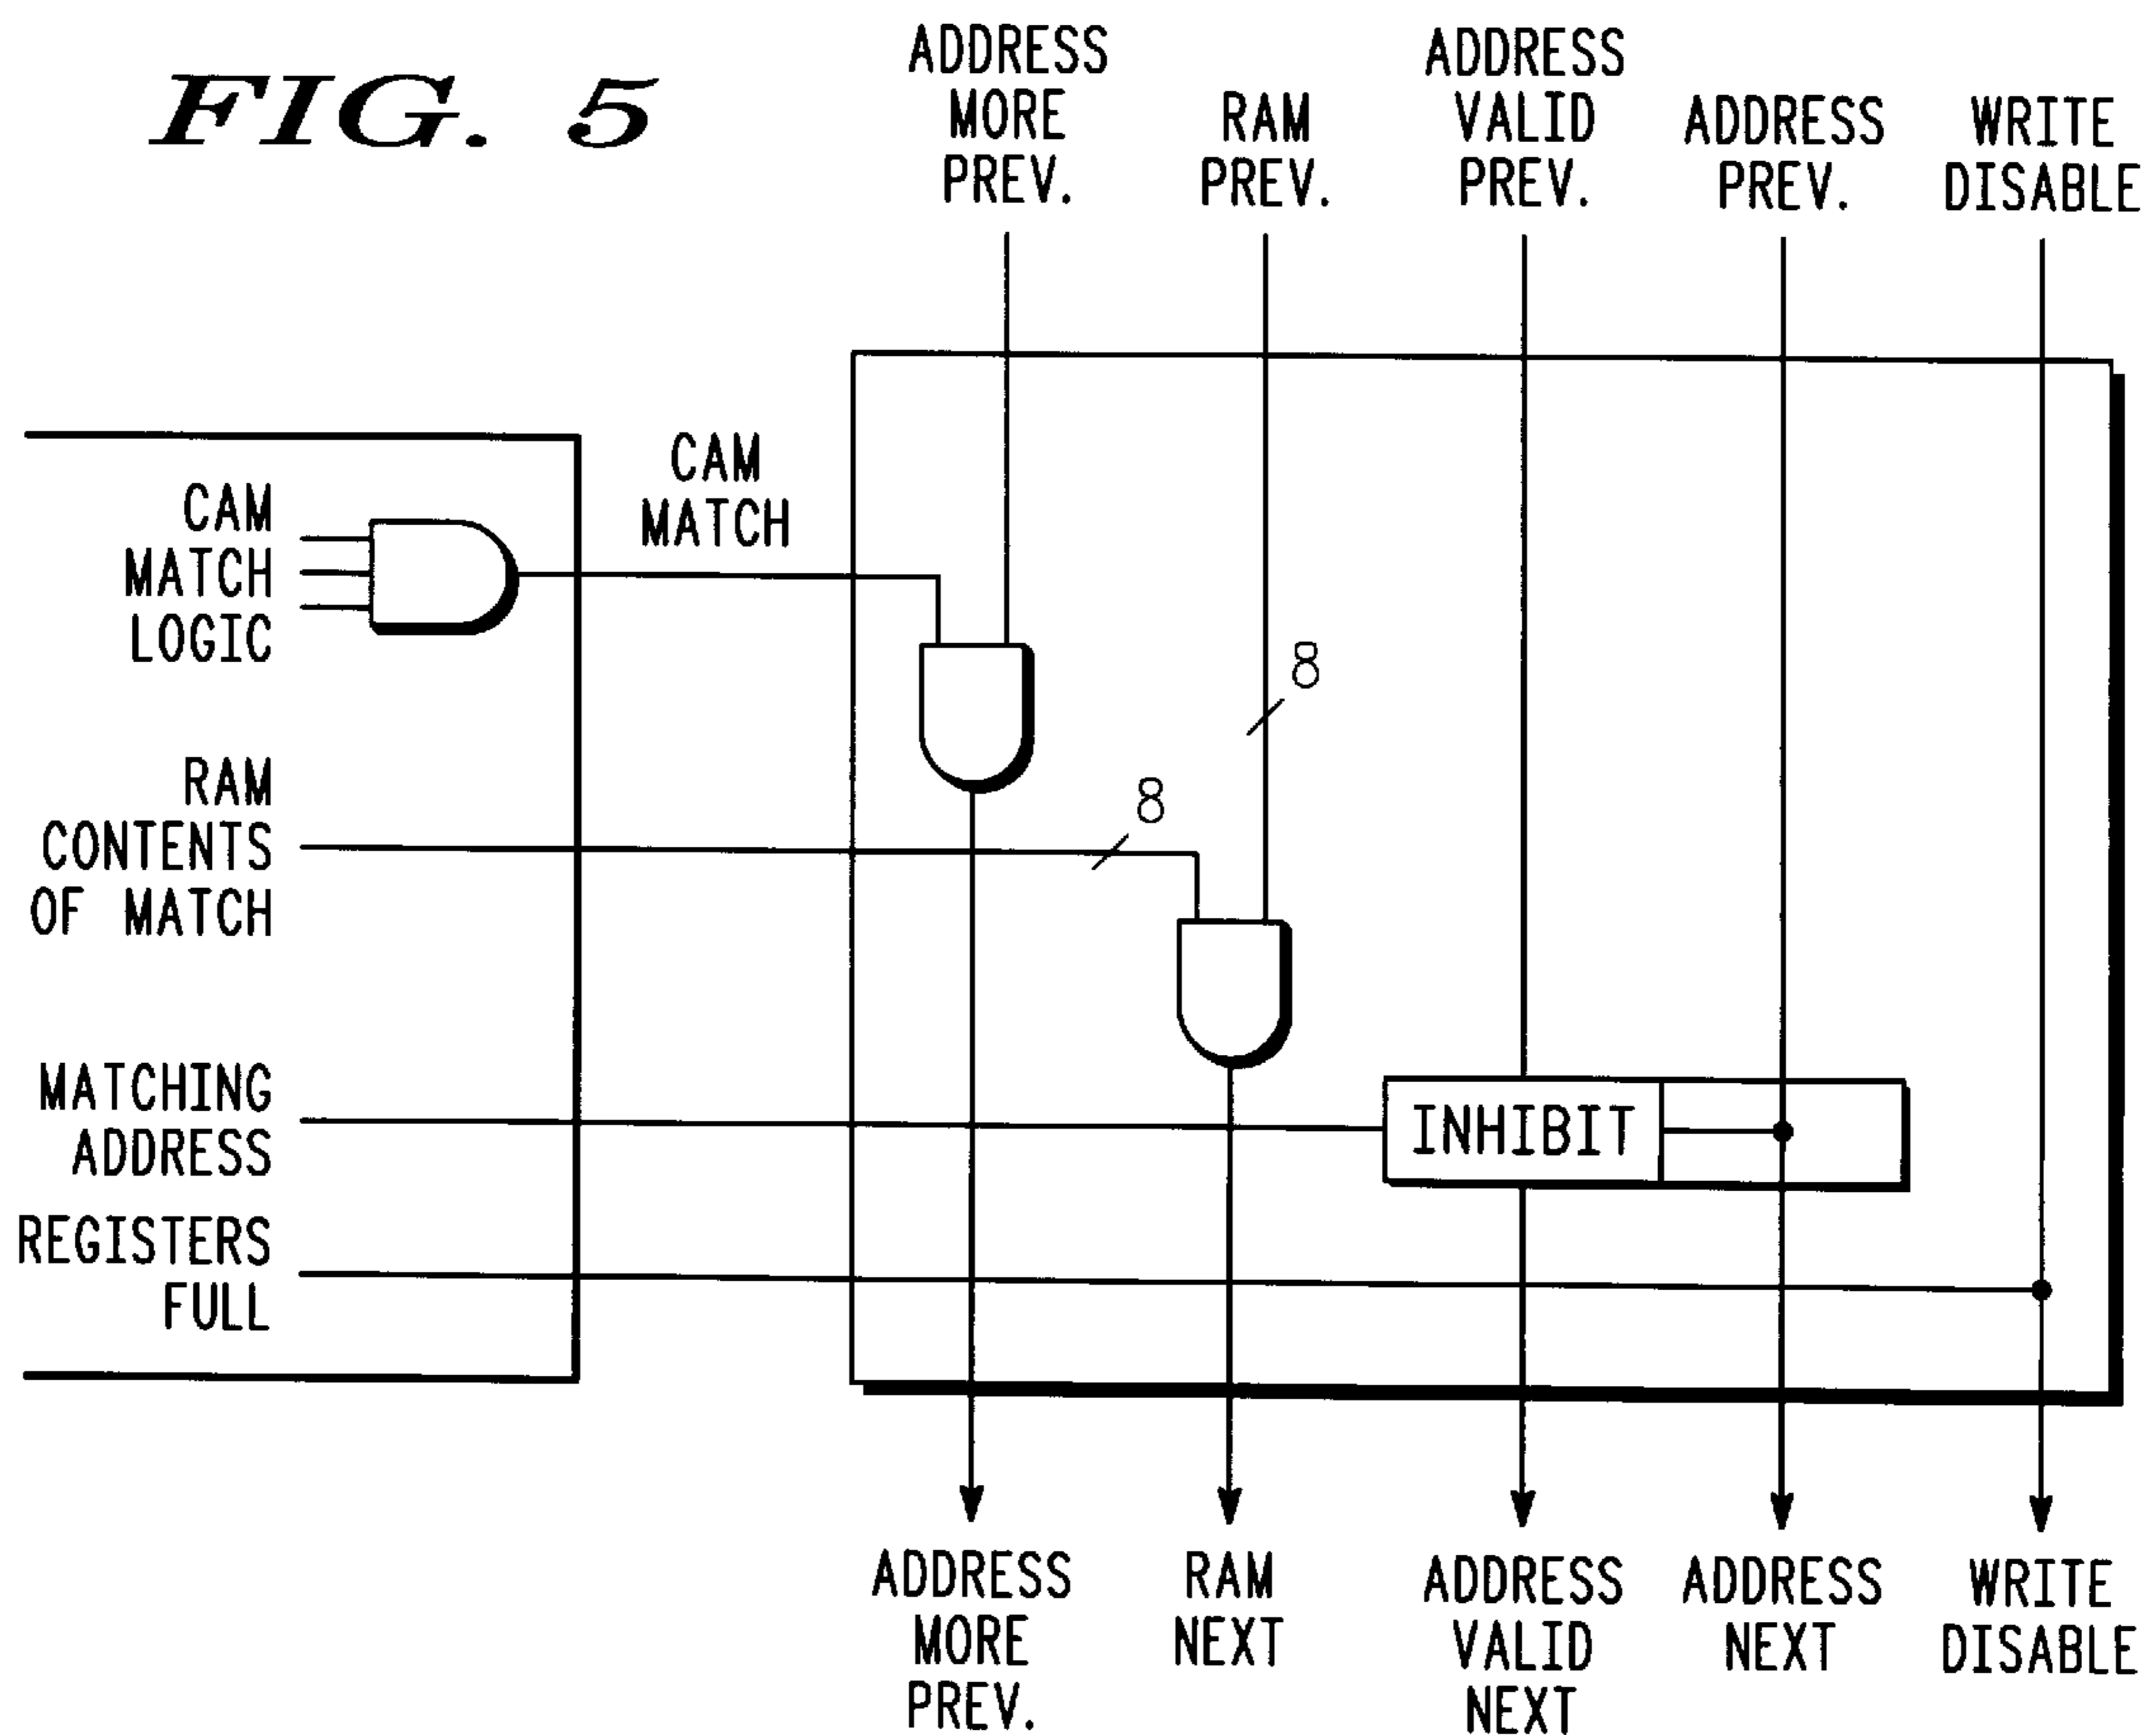 FIG. 5
ADDRESS
MORE
PREV.
RAM
PREV.
ADDRESS
VALID
PREV.
ADDRESS
PREV.
WRITE
DISABLE
CAM
MATCH
LOGIC
CAM
MATCH
8
8
RAM
CONTENTS
OF MATCH
MATCHING
ADDRESS
INHIBIT
REGISTERS
FULL
ADDRESS
MORE
PREV.
RAM
NEXT
ADDRESS
VALID
NEXT
ADDRESS
NEXT
WRITE
DISABLE